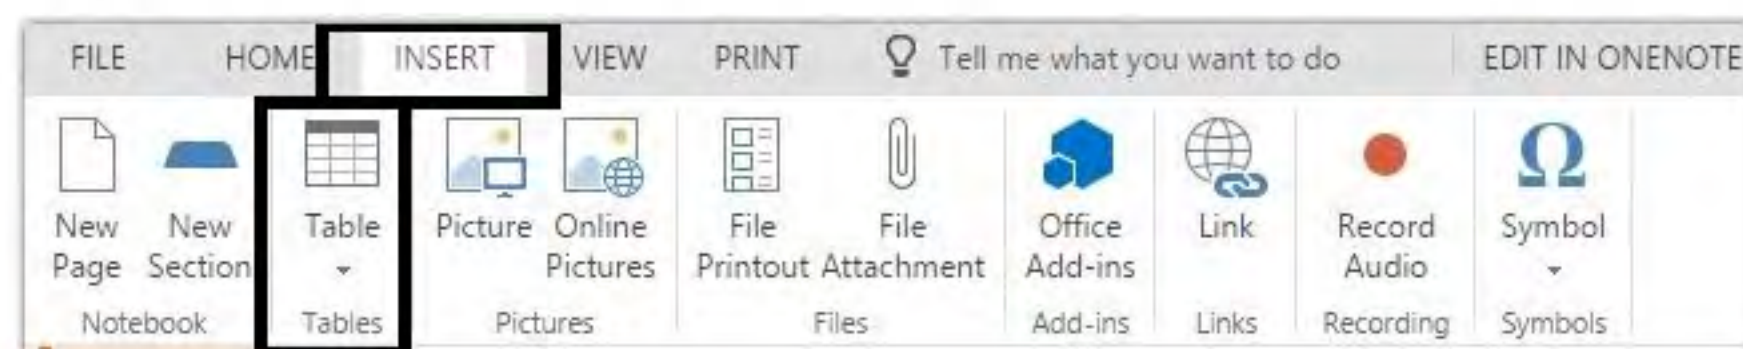 FILE HOME INSERT VIEW PRINT Tell me what you want to do EDIT IN ONENOTE
New New Table Picture Online File File Office Link Record Symbol
Page Section Pictures Printout Attachment Add-ins Audio
Notebook Tables Pictures Files Add-ins Links Recording Symbols